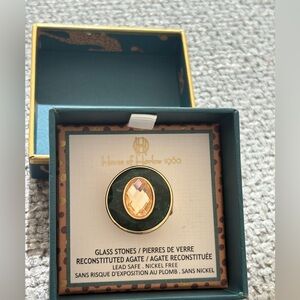 House of Harlow 1960
GLASS STONES / PIERRES DE VERRE
RECONSTITUTED AGATE / AGATE RECONSTITUÉE
LEAD SAFE . NICKEL FREE
SANS RISQUE D'EXPOSITION AU PLOMB . SANS NICKEL